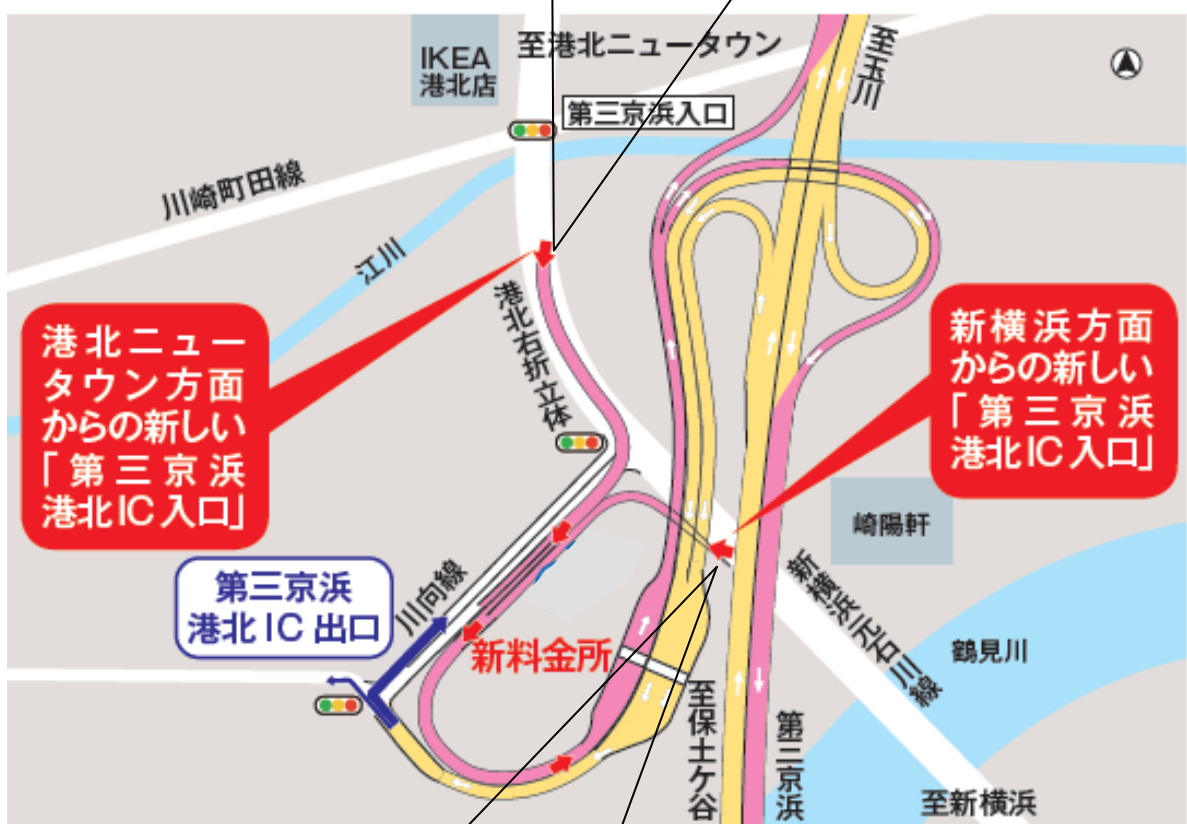 IKEA
港北店
至港北ニュータウン
至玉川
第三京浜入口
川崎町田線
江川
港北右折立体
港北ニュー
タウン方面
からの新しい
「第三京浜
港北IC入口」
新横浜方面
からの新しい
「第三京浜
港北IC入口」
崎陽軒
第三京浜
港北IC出口
川向線
新料金所
新横浜元石川線
鶴見川
至保土ケ谷
第三京浜
至新横浜